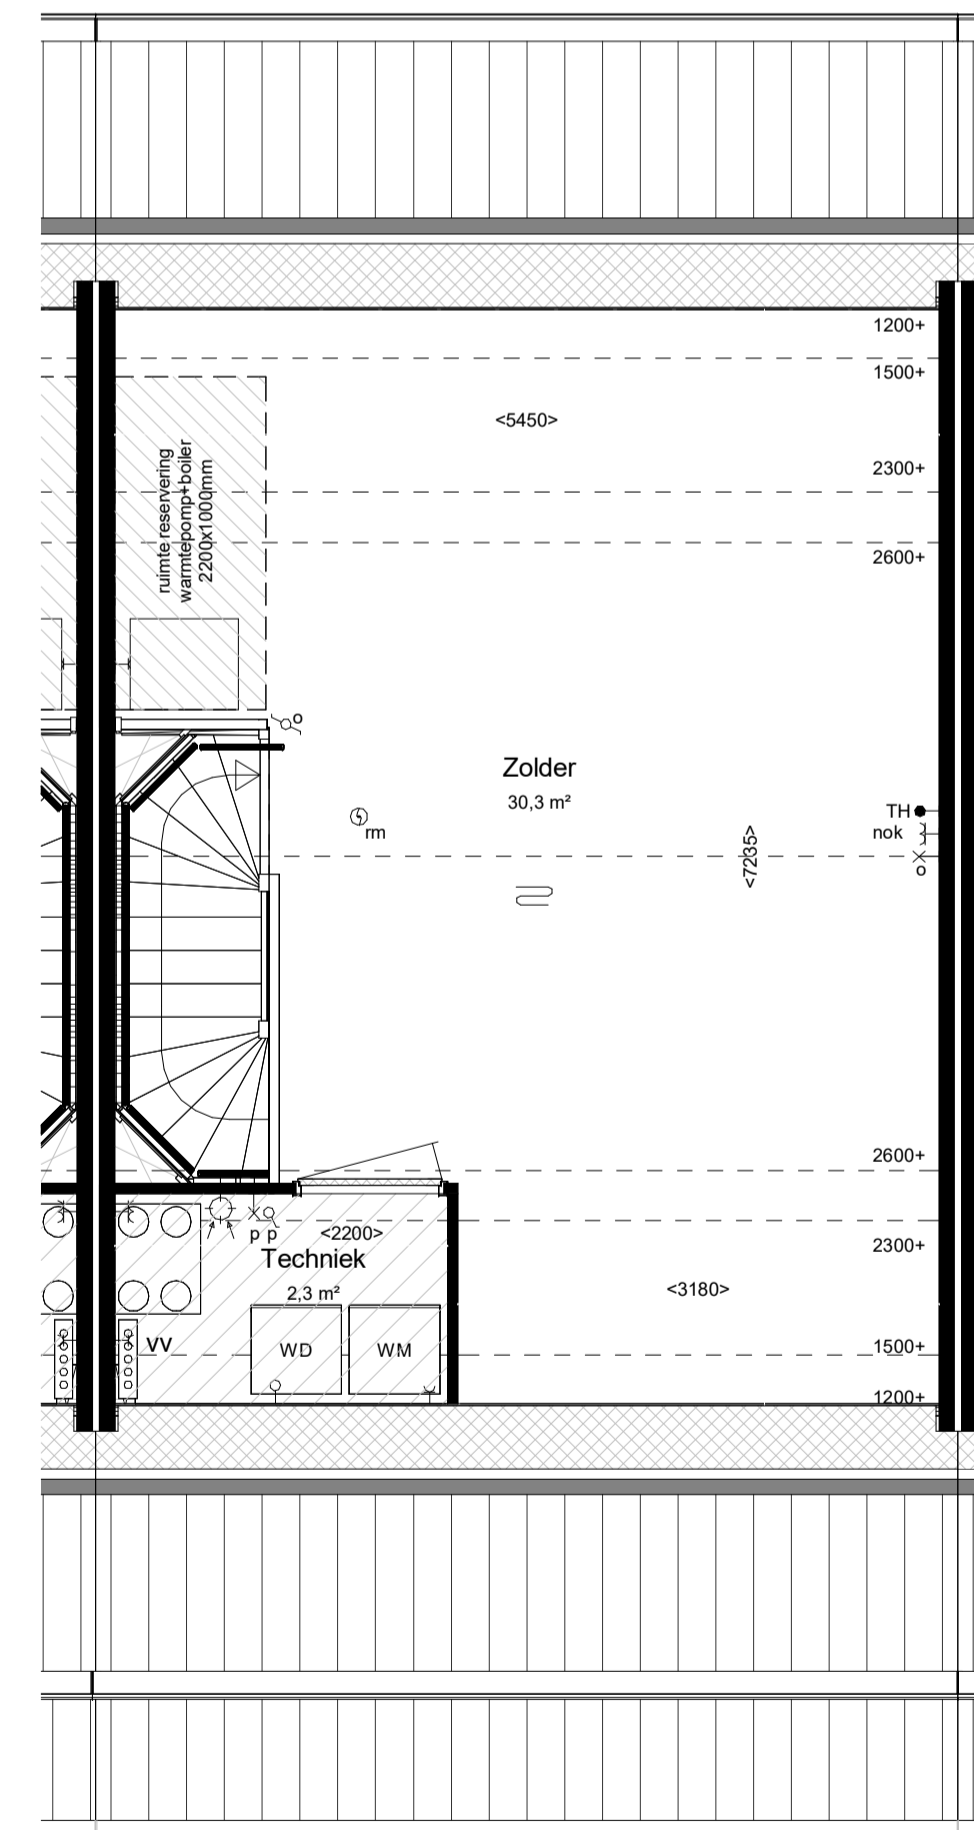 1200+
1500+
<5450>
2300+
ruimte reservering
warmtepomp+boiler
2200x1000mm
2600+
o
Zolder
30,3 m²
TH
rm
nok
<7235>
o
2600+
p p
<2200>
2300+
Techniek
2,3 m²
<3180>
VV
WD
WM
1500+
1200+